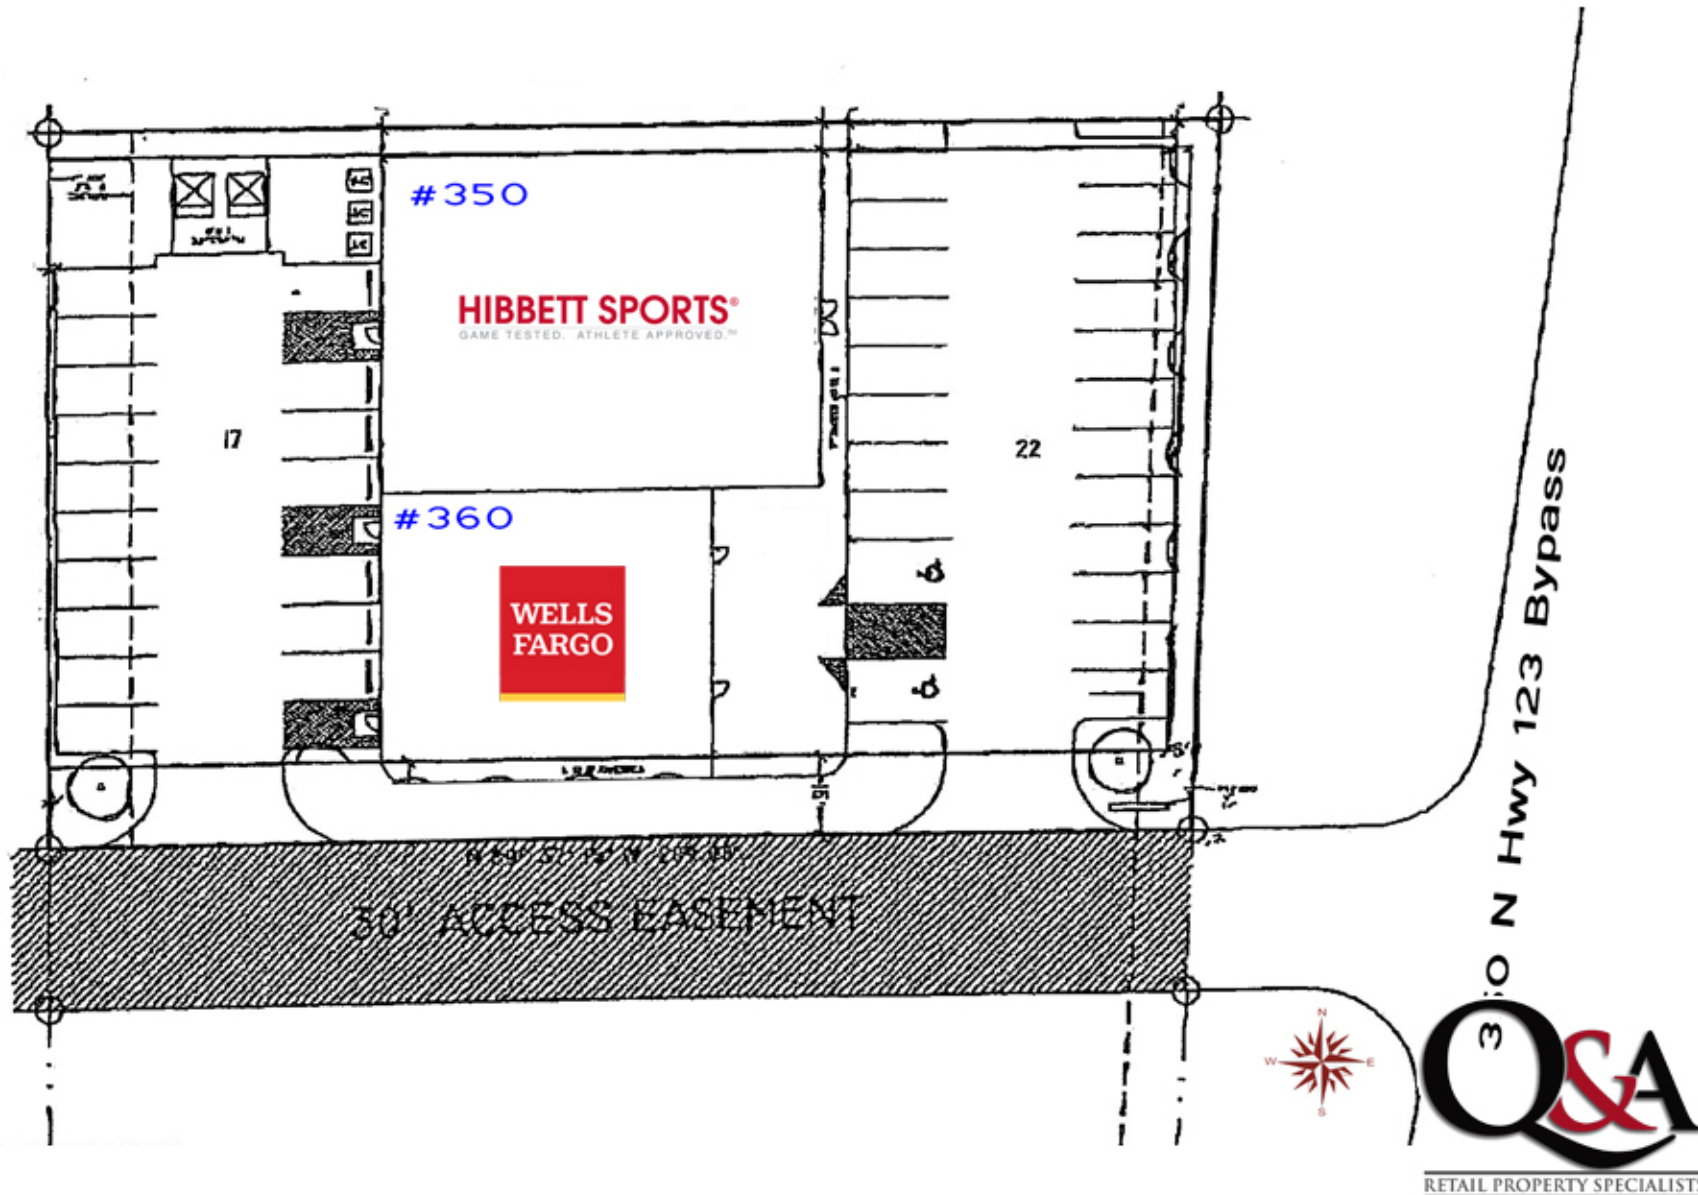 #350
HIBBETT SPORTS®
GAME TESTED. ATHLETE APPROVED.™
17
22
#360
WELLS
FARGO
30' ACCESS EASEMENT
N Hwy 123 Bypass
N
W
E
S
Q&A
RETAIL PROPERTY SPECIALISTS